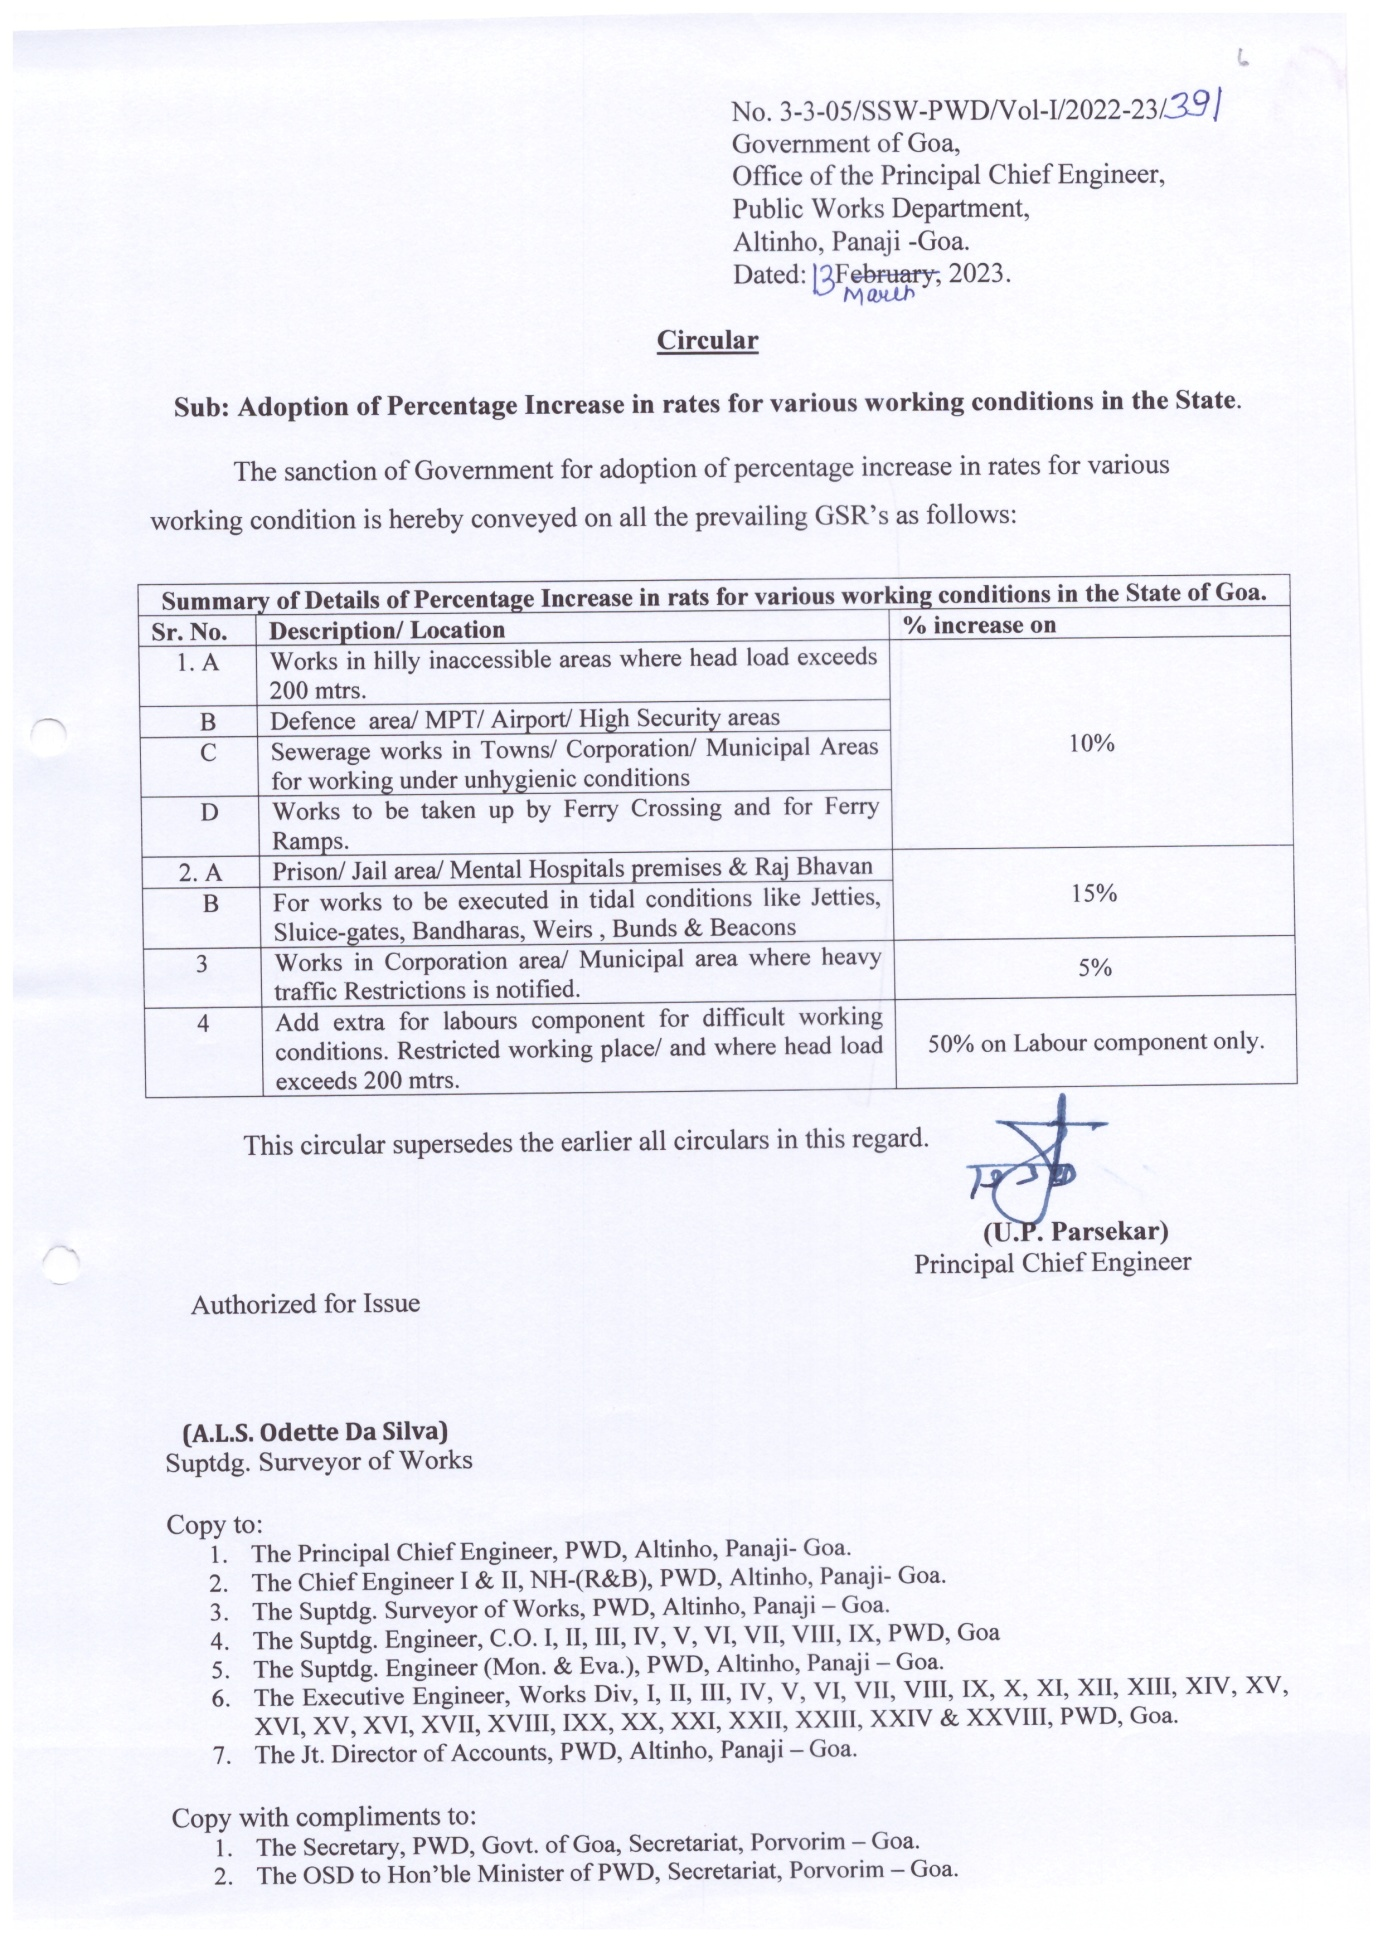 6
No. 3-3-05/SSW-PWD/Vol-I/2022-23/391
Government of Goa,
Office of the Principal Chief Engineer,
Public Works Department,
Altinho, Panaji -Goa.
Dated: 13 February, 2023.
March
Circular
Sub: Adoption of Percentage Increase in rates for various working conditions in the State.
The sanction of Government for adoption of percentage increase in rates for various
working condition is hereby conveyed on all the prevailing GSR's as follows:
Summary of Details of Percentage Increase in rats for various working conditions in the State of Goa.
Sr. No. Description/ Location % increase on
1. A Works in hilly inaccessible areas where head load exceeds
200 mtrs.
B Defence area/ MPT/ Airport/ High Security areas
C Sewerage works in Towns/ Corporation/ Municipal Areas 10%
for working under unhygienic conditions
D Works to be taken up by Ferry Crossing and for Ferry
Ramps.
2. A Prison/ Jail area/ Mental Hospitals premises & Raj Bhavan
B For works to be executed in tidal conditions like Jetties, 15%
Sluice-gates, Bandharas, Weirs , Bunds & Beacons
3 Works in Corporation area/ Municipal area where heavy 5%
traffic Restrictions is notified.
4 Add extra for labours component for difficult working
conditions. Restricted working place/ and where head load 50% on Labour component only.
exceeds 200 mtrs.
This circular supersedes the earlier all circulars in this regard.
(U.P. Parsekar)
Principal Chief Engineer
Authorized for Issue
(A.L.S. Odette Da Silva)
Suptdg. Surveyor of Works
Copy to:
1. The Principal Chief Engineer, PWD, Altinho, Panaji- Goa.
2. The Chief Engineer I & II, NH-(R&B), PWD, Altinho, Panaji- Goa.
3. The Suptdg. Surveyor of Works, PWD, Altinho, Panaji – Goa.
4. The Suptdg. Engineer, C.O. I, II, III, IV, V, VI, VII, VIII, IX, PWD, Goa
5. The Suptdg. Engineer (Mon. & Eva.), PWD, Altinho, Panaji – Goa.
6. The Executive Engineer, Works Div, I, II, III, IV, V, VI, VII, VIII, IX, X, XI, XII, XIII, XIV, XV,
XVI, XV, XVI, XVII, XVIII, IXX, XX, XXI, XXII, XXIII, XXIV & XXVIII, PWD, Goa.
7. The Jt. Director of Accounts, PWD, Altinho, Panaji – Goa.
Copy with compliments to:
1. The Secretary, PWD, Govt. of Goa, Secretariat, Porvorim – Goa.
2. The OSD to Hon'ble Minister of PWD, Secretariat, Porvorim – Goa.